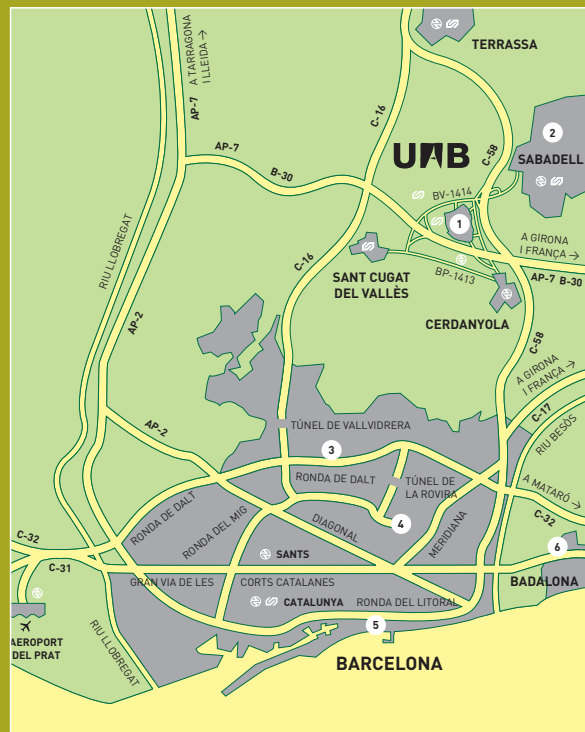 TERRASSA
A TARRAGONA
I LLEIDA →
AP-7
C-16
2
UAB
C-58
SABADELL
AP-7
B-30
BV-1414
1
RIU LLOBREGAT
A GIRONA
I FRANÇA →
C-16
SANT CUGAT
DEL VALLÈS
BP-1413
AP-7 B-30
CERDANYOLA
AP-2
C-58
A GIRONA
I FRANÇA →
C-17
AP-2
TÚNEL DE VALLVIDRERA
RIU BESÒS
3
RONDA DE DALT
TÚNEL DE
LA ROVIRA
A MATARÓ →
RONDA DE DALT
RONDA DEL MIG
DIAGONAL
4
MERIDIANA
C-32
C-32
SANTS
6
C-31
GRAN VIA DE LES
CORTS CATALANES
BADALONA
CATALUNYA
RONDA DEL LITORAL
5
AEROPORT
DEL PRAT
RIU LLOBREGAT
BARCELONA